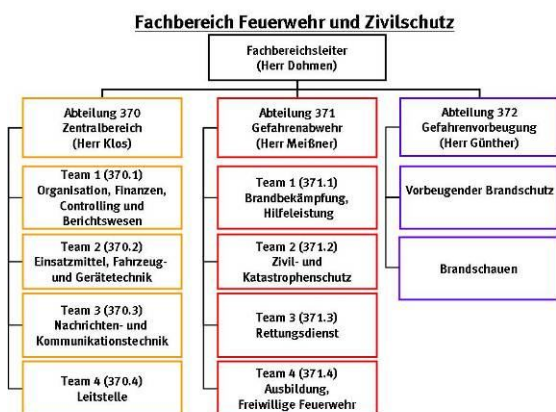 Fachbereich Feuerwehr und Zivilschutz
Fachbereichsleiter
(Herr Dohmen)
Abteilung 370
Zentralbereich
(Herr Klos)
Team 1 (370.1)
Organisation, Finanzen,
Controlling und
Berichtswesen
Team 2 (370.2)
Einsatzmittel, Fahrzeug-
und Gerätetechnik
Team 3 (370.3)
Nachrichten- und
Kommunikationstechnik
Team 4 (370.4)
Leitstelle
Abteilung 371
Gefahrenabwehr
(Herr Meißner)
Team 1 (371.1)
Brandbekämpfung,
Hilfeleistung
Team 2 (371.2)
Zivil- und
Katastrophenschutz
Team 3 (371.3)
Rettungsdienst
Team 4 (371.4)
Ausbildung,
Freiwillige Feuerwehr
Abteilung 372
Gefahrenvorbeugung
(Herr Günther)
Vorbeugender Brandschutz
Brandschauen